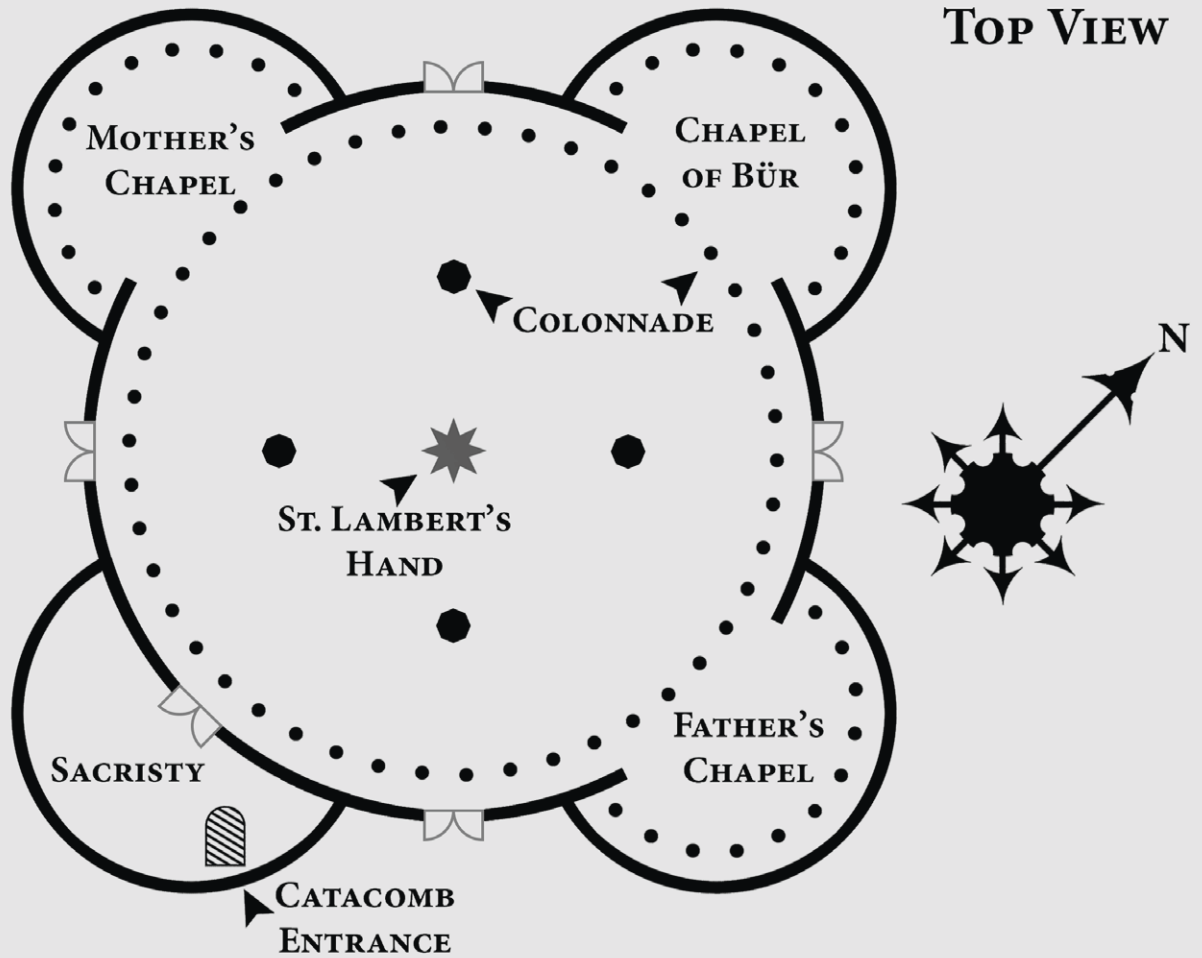 Top View
Mother's
Chapel
Chapel
of Bür
Colonnade
N
St. Lambert's
Hand
Father's
Chapel
Sacristy
Catacomb
Entrance